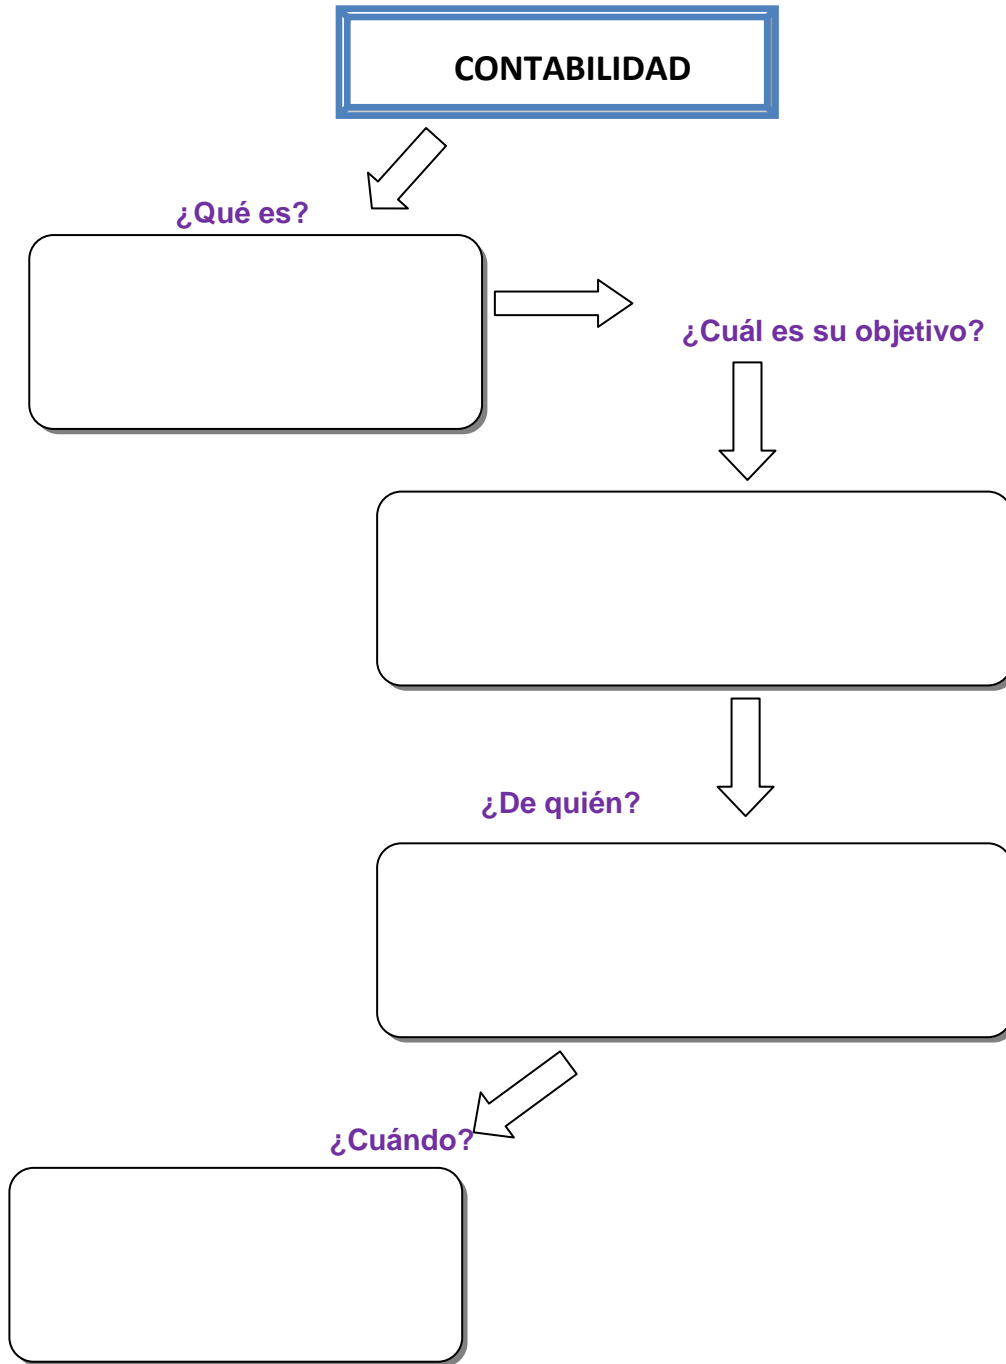 CONTABILIDAD
¿Qué es?
¿Cuál es su objetivo?
¿De quién?
¿Cuándo?